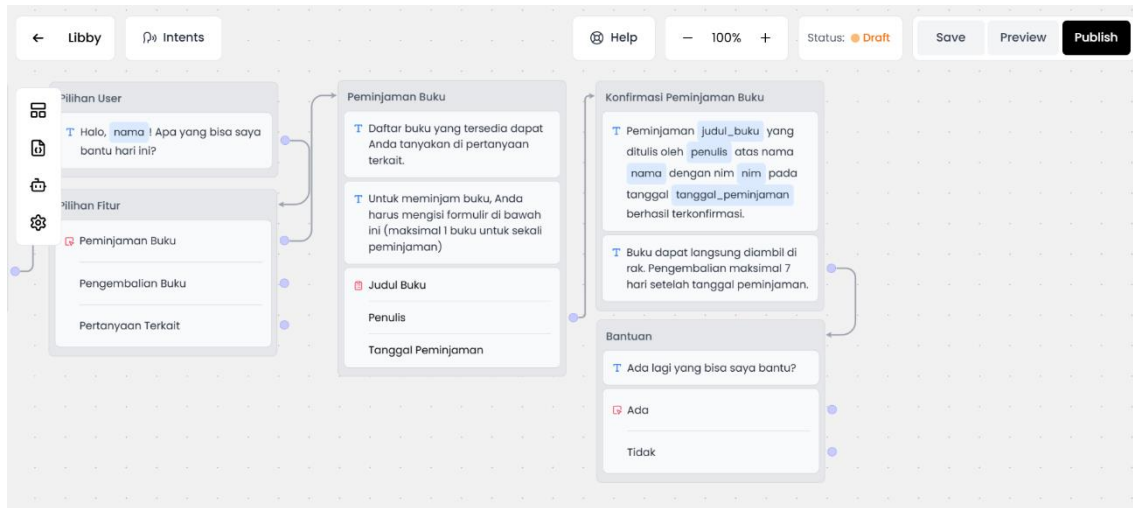 Libby
Intents
Help
100%
Status: Draft
Save
Preview
Publish
Pilihan User
Halo, nama ! Apa yang bisa saya
bantu hari ini?
Pilihan Fitur
Peminjaman Buku
Pengembalian Buku
Pertanyaan Terkait
Peminjaman Buku
Daftar buku yang tersedia dapat
Anda tanyakan di pertanyaan
terkait.
Untuk meminjam buku, Anda
harus mengisi formulir di bawah
ini (maksimal 1 buku untuk sekali
peminjaman)
Judul Buku
Penulis
Tanggal Peminjaman
Konfirmasi Peminjaman Buku
Peminjaman judul_buku yang
ditulis oleh penulis atas nama
nama dengan nim nim pada
tanggal tanggal_peminjaman
berhasil terkonfirmasi.
Buku dapat langsung diambil di
rak. Pengembalian maksimal 7
hari setelah tanggal peminjaman.
Bantuan
Ada lagi yang bisa saya bantu?
Ada
Tidak